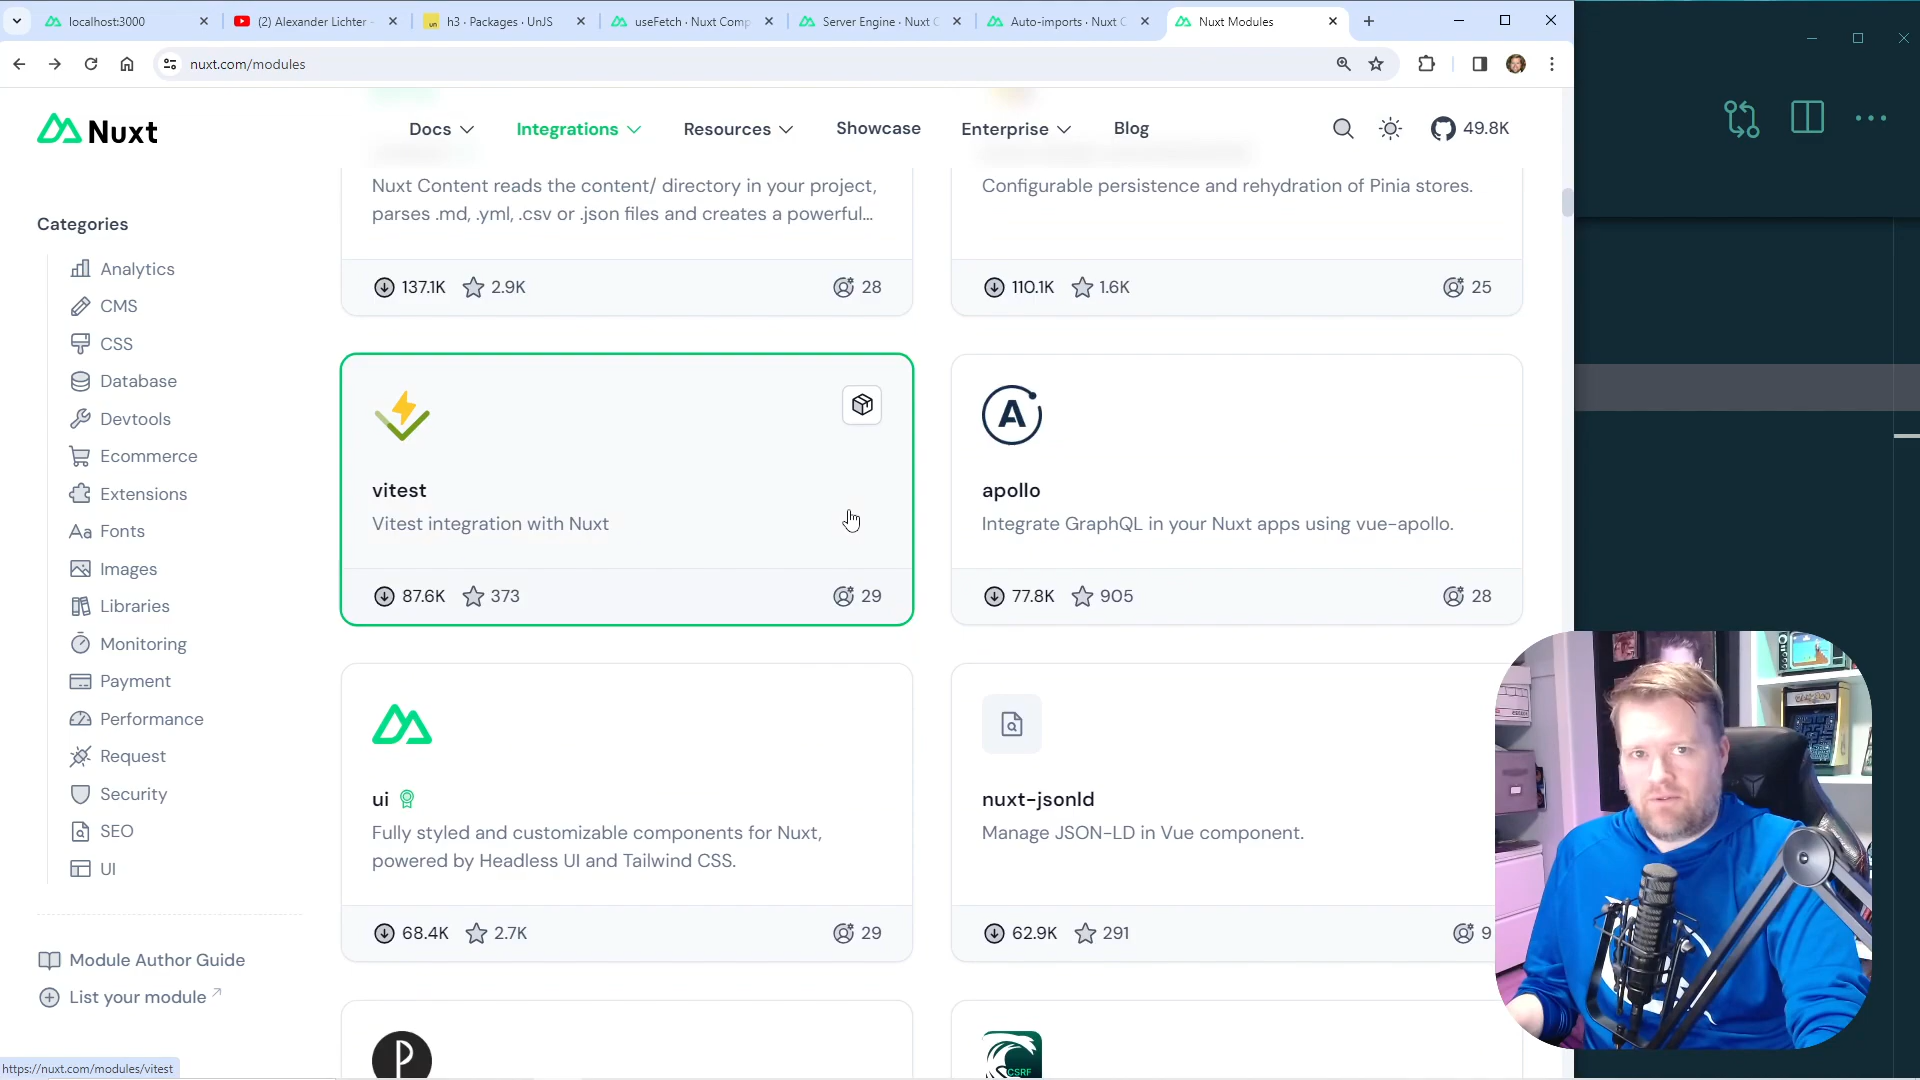 localhost:3000
(2) Alexander Lichter -
un
h3 · Packages · UnJS
useFetch · Nuxt Comp
Server Engine · Nuxt C
Auto-imports · Nuxt C
Nuxt Modules
nuxt.com/modules
Nuxt
Docs
Integrations
Resources
Showcase
Enterprise
Blog
49.8K
Categories
Analytics
CMS
CSS
Database
Devtools
Ecommerce
Extensions
Aa Fonts
Images
Libraries
Monitoring
Payment
Performance
Request
Security
SEO
UI
Module Author Guide
List your module
Nuxt Content reads the content/ directory in your project,
parses .md, .yml, .csv or .json files and creates a powerful...
137.1K
2.9K
28
Configurable persistence and rehydration of Pinia stores.
110.1K
1.6K
25
vitest
Vitest integration with Nuxt
87.6K
373
29
A
apollo
Integrate GraphQL in your Nuxt apps using vue-apollo.
77.8K
905
28
ui
Fully styled and customizable components for Nuxt,
powered by Headless UI and Tailwind CSS.
68.4K
2.7K
29
nuxt-jsonld
Manage JSON-LD in Vue component.
62.9K
291
9
P
CSRF
https://nuxt.com/modules/vitest